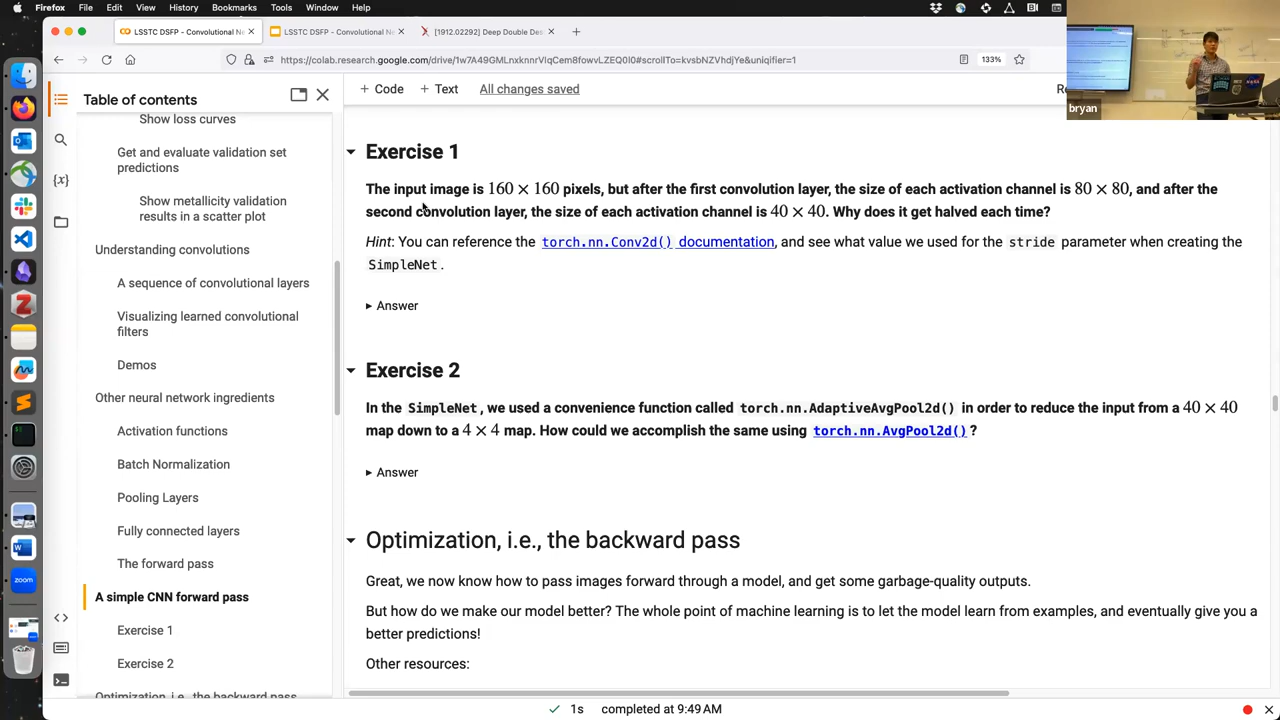 Firefox File Edit View History Bookmarks Tools Window Help
LSSTC DSFP - Convolutional Ne
LSSTC DSFP - Convolutional N
[1912.02292] Deep Double Des
https://colab.research.google.com/drive/1w7A49GMLnxknnrVIqCem8fowvLZEQ0I0#scrollTo=kvsbNZVhdjYe&uniqifier=1
133%
bryan
Table of contents
Show loss curves
Get and evaluate validation set
predictions
Show metallicity validation
results in a scatter plot
Understanding convolutions
A sequence of convolutional layers
Visualizing learned convolutional
filters
Demos
Other neural network ingredients
Activation functions
Batch Normalization
Pooling Layers
Fully connected layers
The forward pass
A simple CNN forward pass
Exercise 1
Exercise 2
Optimization, i.e., the backward pass
+ Code + Text All changes saved
Exercise 1
The input image is 160 × 160 pixels, but after the first convolution layer, the size of each activation channel is 80 × 80, and after the
second convolution layer, the size of each activation channel is 40 × 40. Why does it get halved each time?
Hint: You can reference the torch.nn.Conv2d() documentation, and see what value we used for the stride parameter when creating the
SimpleNet.
Answer
Exercise 2
In the SimpleNet, we used a convenience function called torch.nn.AdaptiveAvgPool2d() in order to reduce the input from a 40 × 40
map down to a 4 × 4 map. How could we accomplish the same using torch.nn.AvgPool2d()?
Answer
Optimization, i.e., the backward pass
Great, we now know how to pass images forward through a model, and get some garbage-quality outputs.
But how do we make our model better? The whole point of machine learning is to let the model learn from examples, and eventually give you a
better predictions!
Other resources:
zoom
1s completed at 9:49 AM